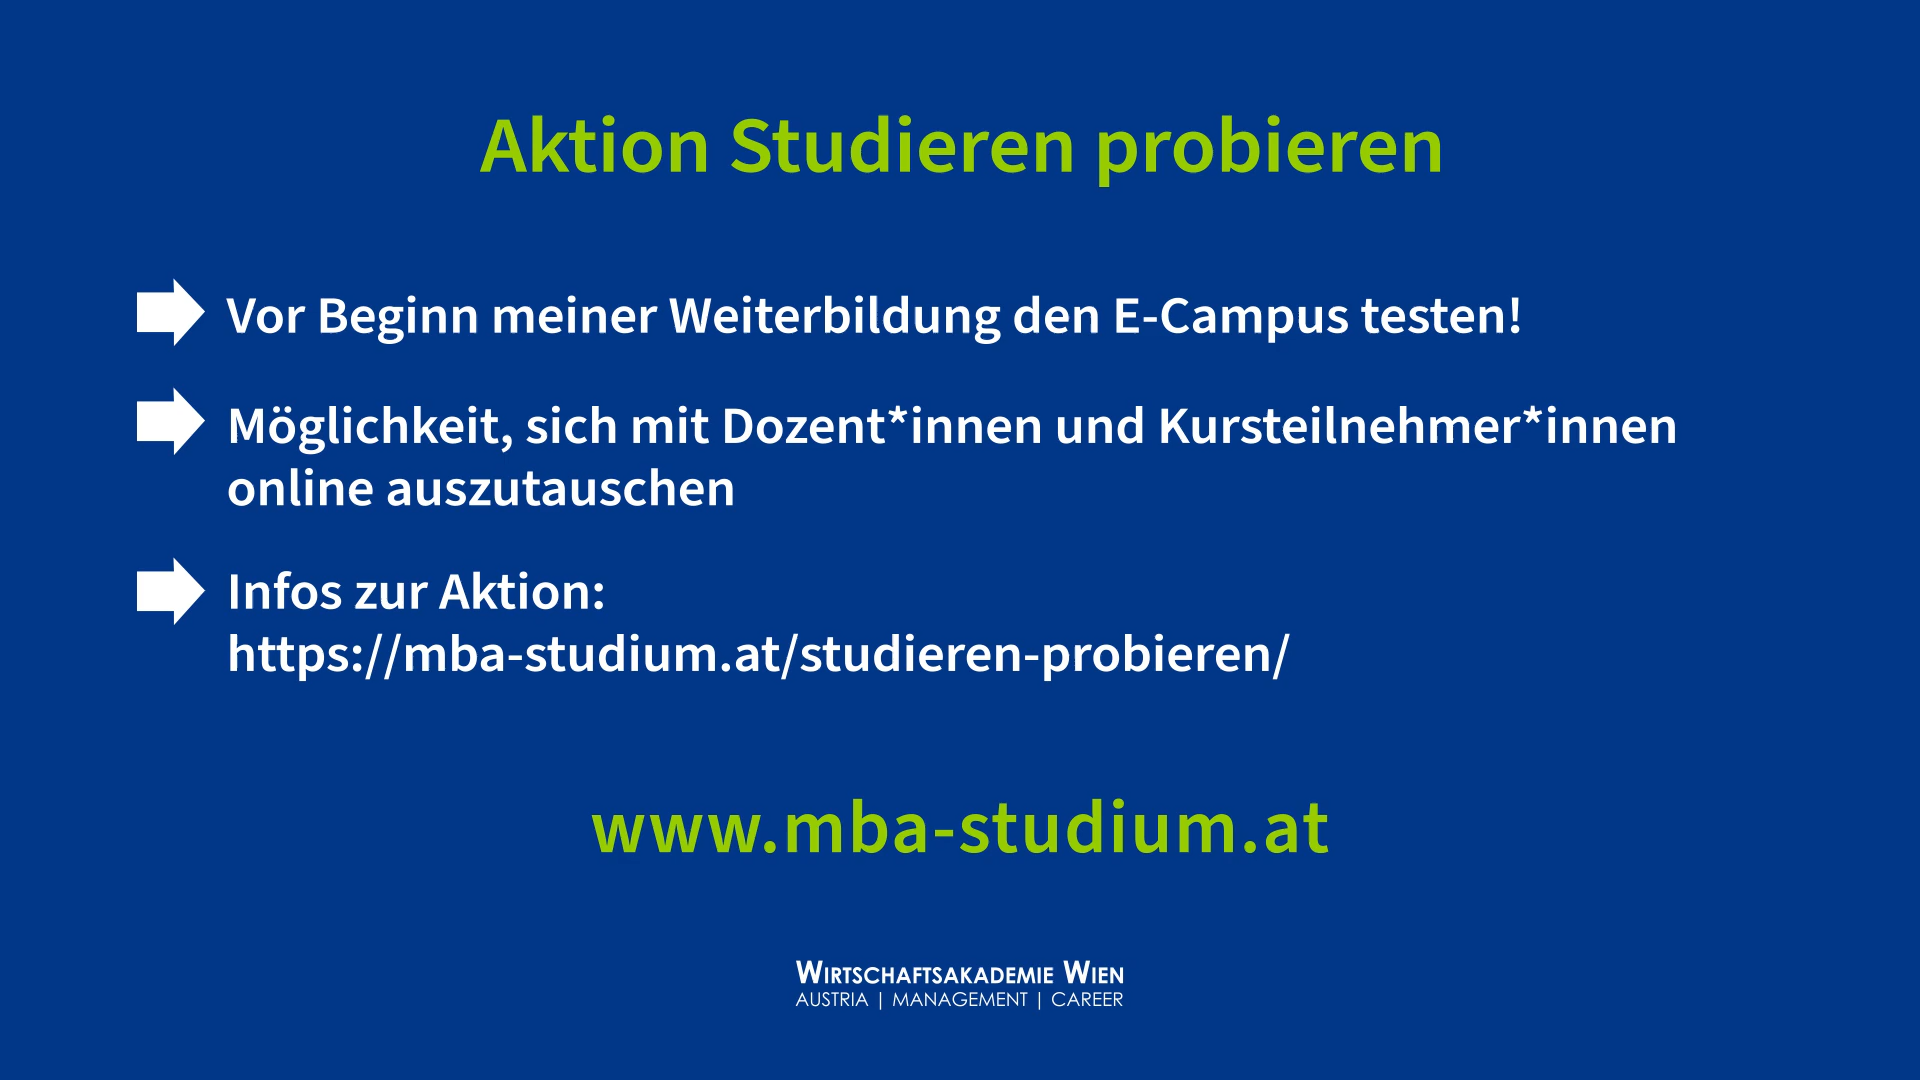 Aktion Studieren probieren
Vor Beginn meiner Weiterbildung den E-Campus testen!
Möglichkeit, sich mit Dozent*innen und Kursteilnehmer*innen
online auszutauschen
Infos zur Aktion:
https://mba-studium.at/studieren-probieren/
www.mba-studium.at
WIRTSCHAFTSAKADEMIE WIEN
AUSTRIA | MANAGEMENT | CAREER